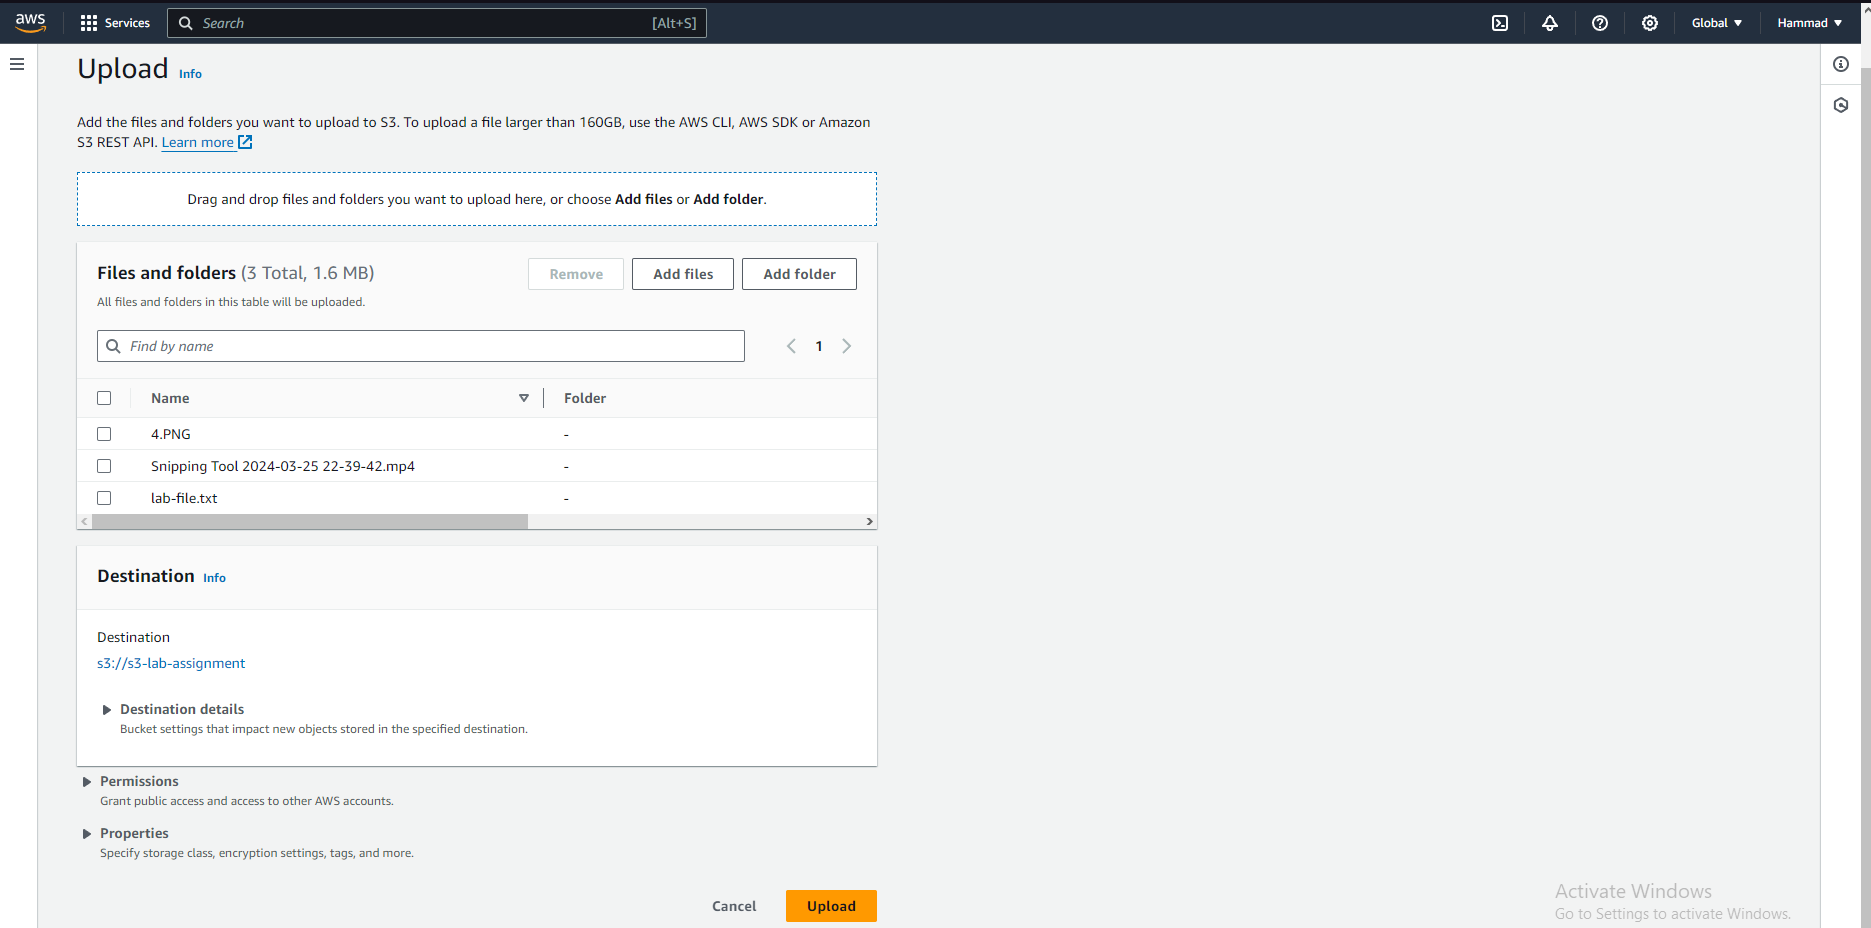 aws Services Search [Alt+S] Global Hammad
Upload Info
Add the files and folders you want to upload to S3. To upload a file larger than 160GB, use the AWS CLI, AWS SDK or Amazon
S3 REST API. Learn more
Drag and drop files and folders you want to upload here, or choose Add files or Add folder.
Files and folders (3 Total, 1.6 MB) Remove Add files Add folder
All files and folders in this table will be uploaded.
Find by name 1
Name Folder
4.PNG -
Snipping Tool 2024-03-25 22-39-42.mp4 -
lab-file.txt -
Destination Info
Destination
s3://s3-lab-assignment
Destination details
Bucket settings that impact new objects stored in the specified destination.
Permissions
Grant public access and access to other AWS accounts.
Properties
Specify storage class, encryption settings, tags, and more.
Cancel Upload
Activate Windows
Go to Settings to activate Windows.